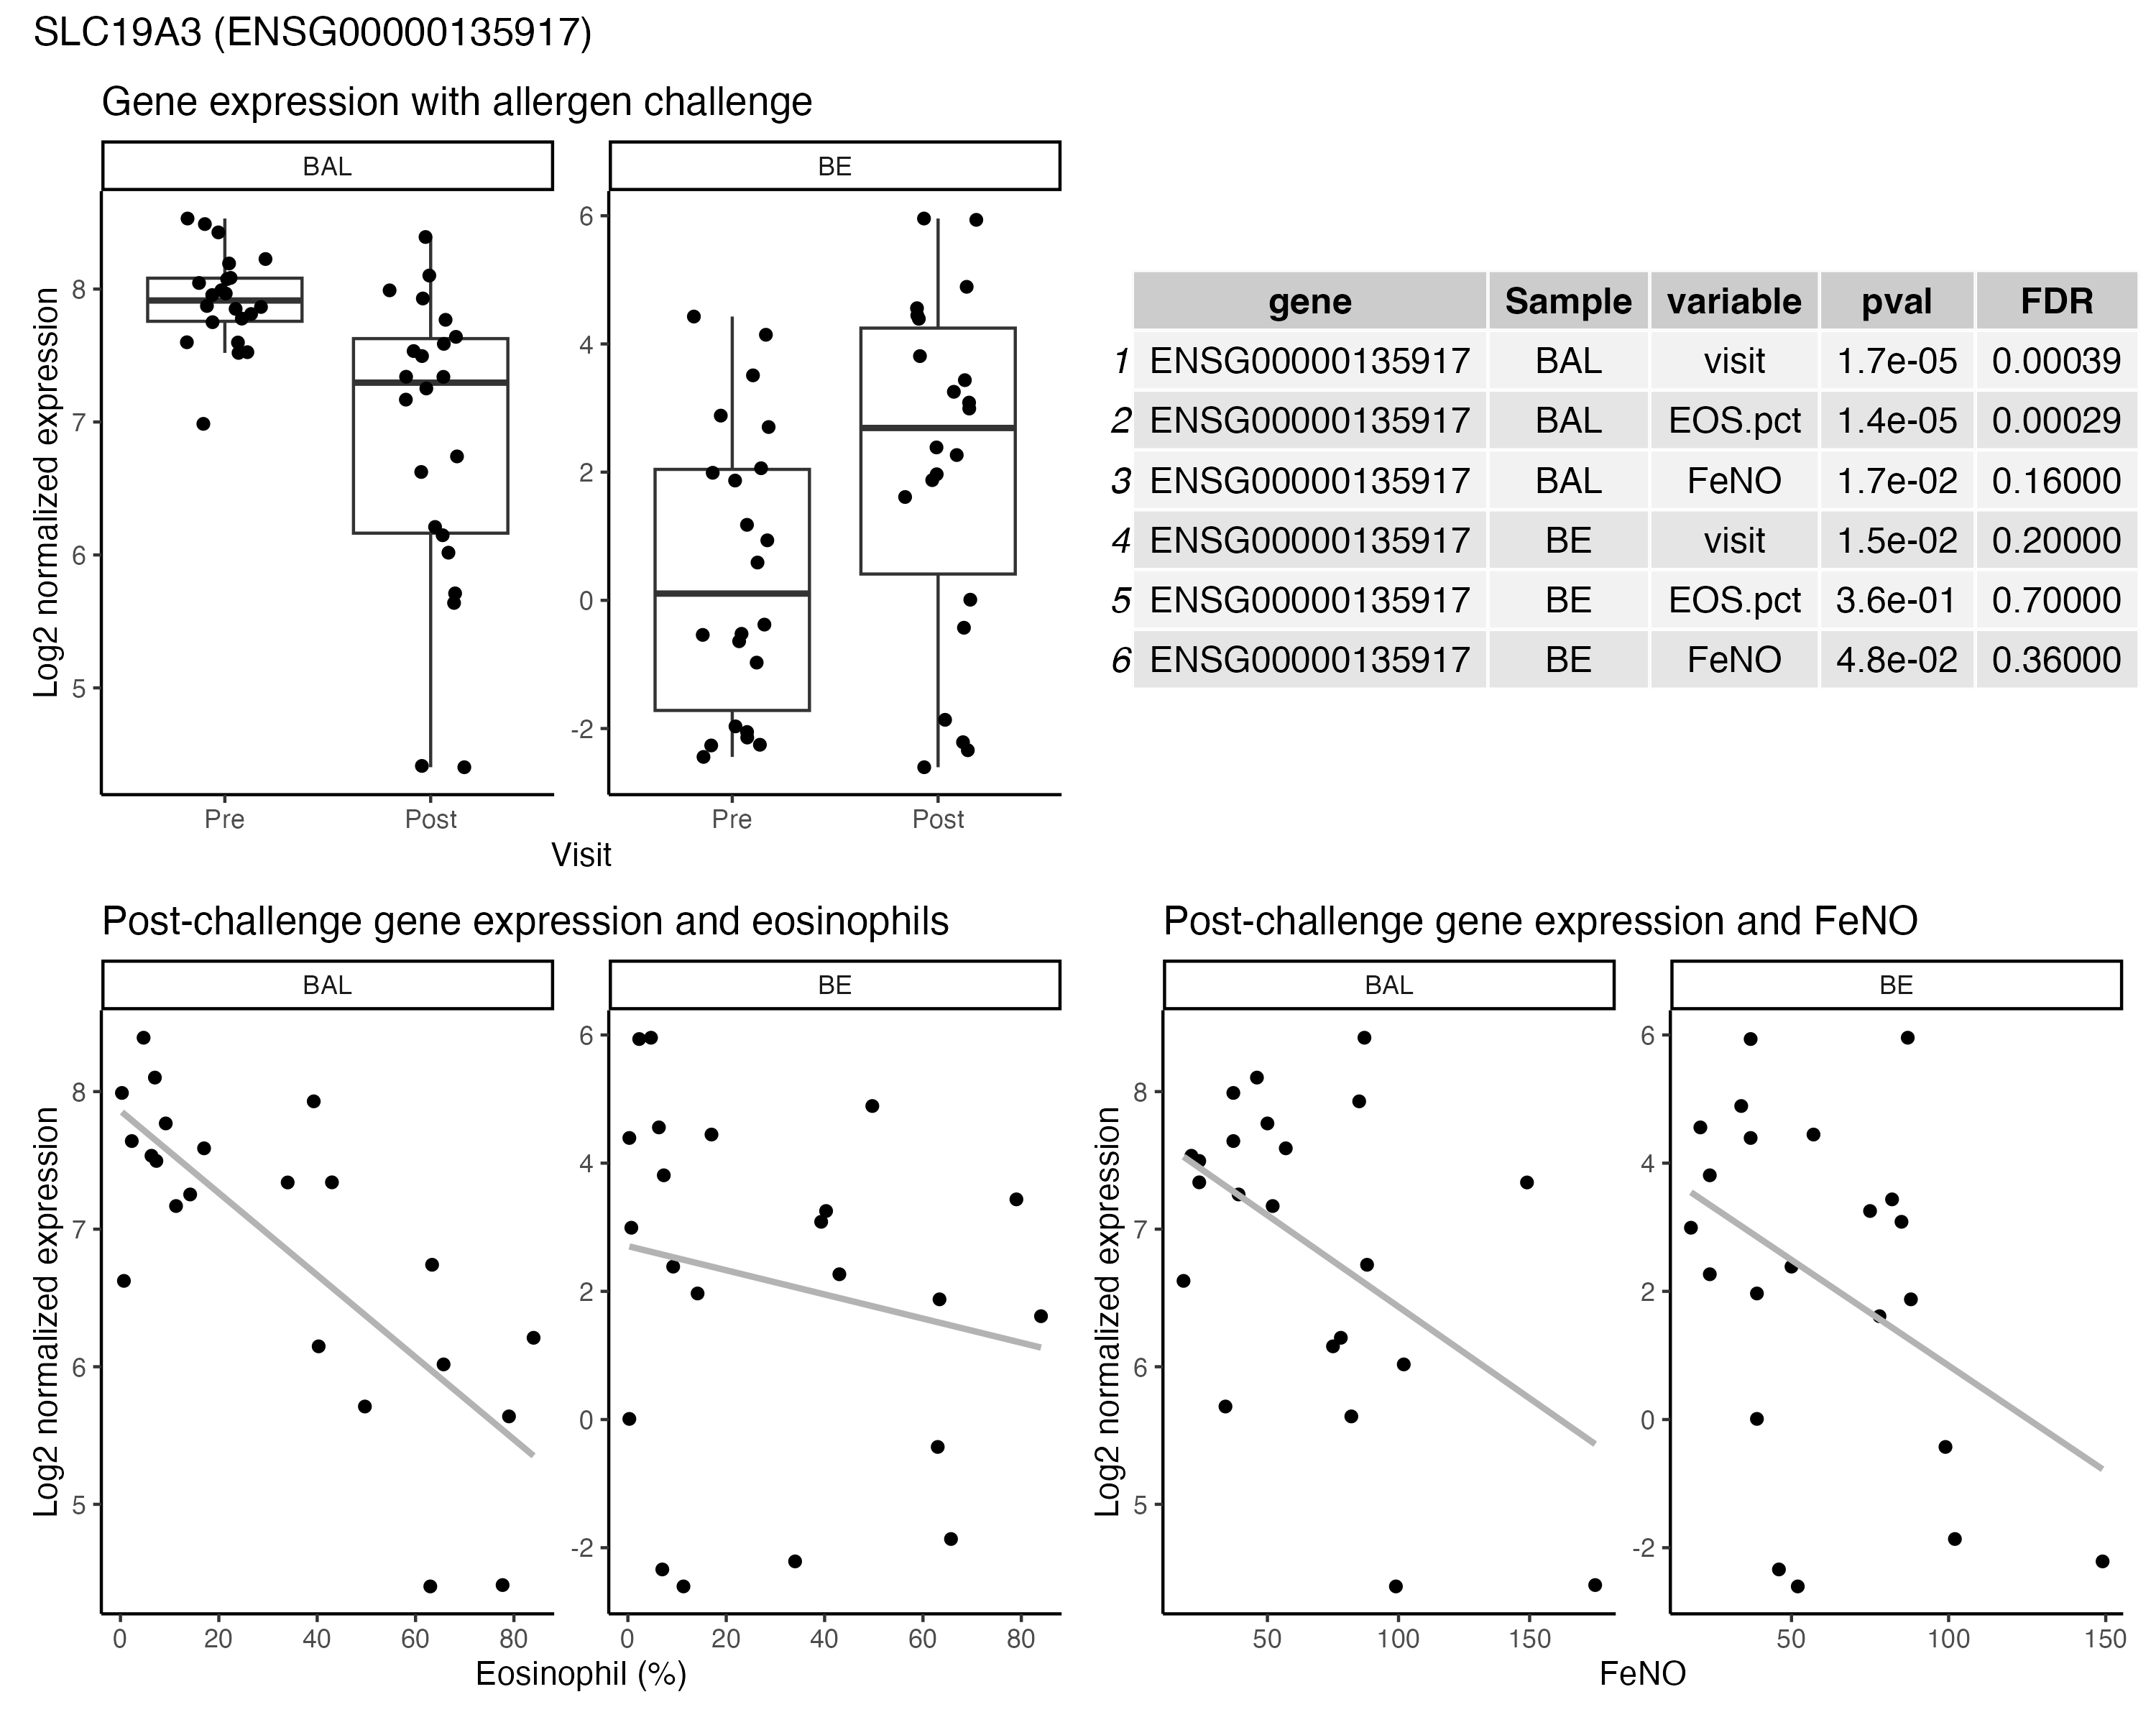 SLC19A3 (ENSG00000135917)
Gene expression with allergen challenge
BAL BE
Log2 normalized expression
8
7
6
5
6
4
2
0
-2
Pre Post Pre Post
Visit
gene Sample variable pval FDR
1 ENSG00000135917 BAL visit 1.7e-05 0.00039
2 ENSG00000135917 BAL EOS.pct 1.4e-05 0.00029
3 ENSG00000135917 BAL FeNO 1.7e-02 0.16000
4 ENSG00000135917 BE visit 1.5e-02 0.20000
5 ENSG00000135917 BE EOS.pct 3.6e-01 0.70000
6 ENSG00000135917 BE FeNO 4.8e-02 0.36000
Post-challenge gene expression and eosinophils
BAL BE
Log2 normalized expression
8
7
6
5
6
4
2
0
-2
0 20 40 60 80 0 20 40 60 80
Eosinophil (%)
Post-challenge gene expression and FeNO
BAL BE
Log2 normalized expression
8
7
6
5
6
4
2
0
-2
50 100 150 50 100 150
FeNO